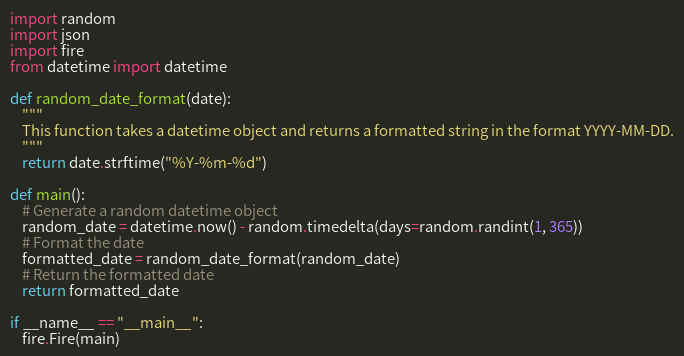 import random
import json
import fire
from datetime import datetime

def random_date_format(date):
    """
    This function takes a datetime object and returns a formatted string in the format YYYY-MM-DD.
    """
    return date.strftime("%Y-%m-%d")

def main():
    # Generate a random datetime object
    random_date = datetime.now() - random.timedelta(days=random.randint(1, 365))
    # Format the date
    formatted_date = random_date_format(random_date)
    # Return the formatted date
    return formatted_date

if __name__ == "__main__":
    fire.Fire(main)